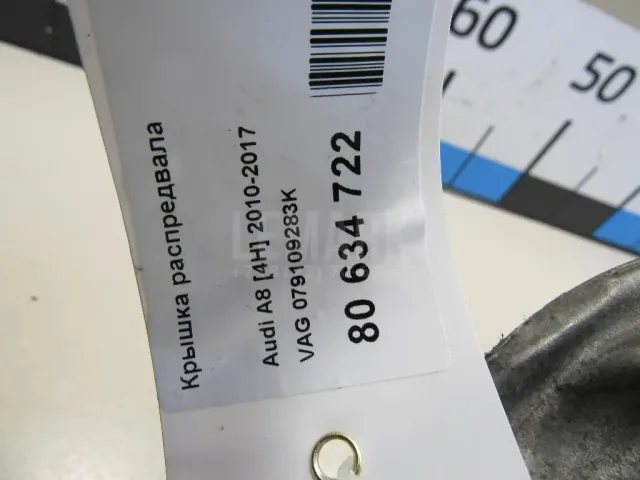 Крышка распредвала
Audi A8 [4H] 2010-2017
VAG 079109283K
80 634 722
60
50